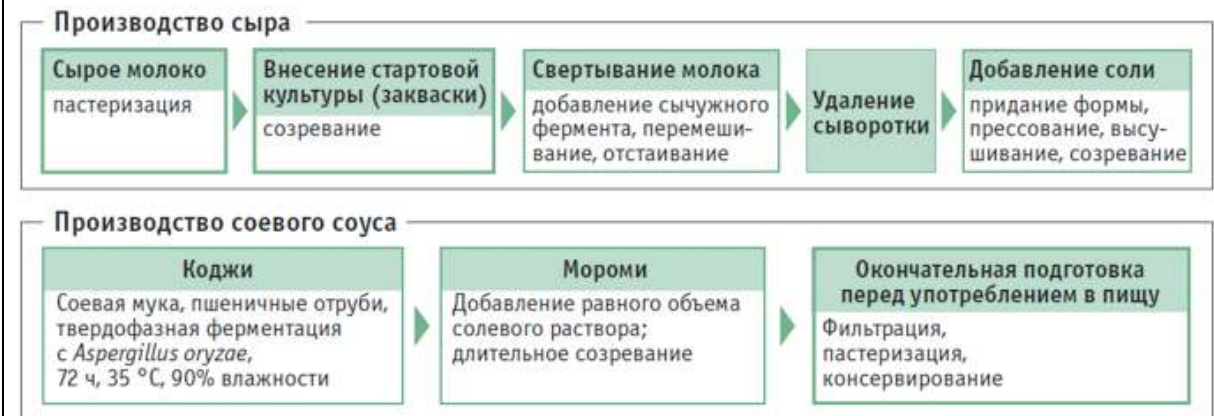 Производство сыра
Сырое молоко
пастеризация
Внесение стартовой
культуры (закваски)
созревание
Свертывание молока
добавление сычужного
фермента, перемеши-
вание, отстаивание
Удаление
сыворотки
Добавление соли
придание формы,
прессование, высу-
шивание, созревание
Производство соевого соуса
Коджи
Соевая мука, пшеничные отруби,
твердофазная ферментация
с Aspergillus oryzae,
72 ч, 35 °C, 90% влажности
Мороми
Добавление равного объема
солевого раствора;
длительное созревание
Окончательная подготовка
перед употреблением в пищу
Фильтрация,
пастеризация,
консервирование